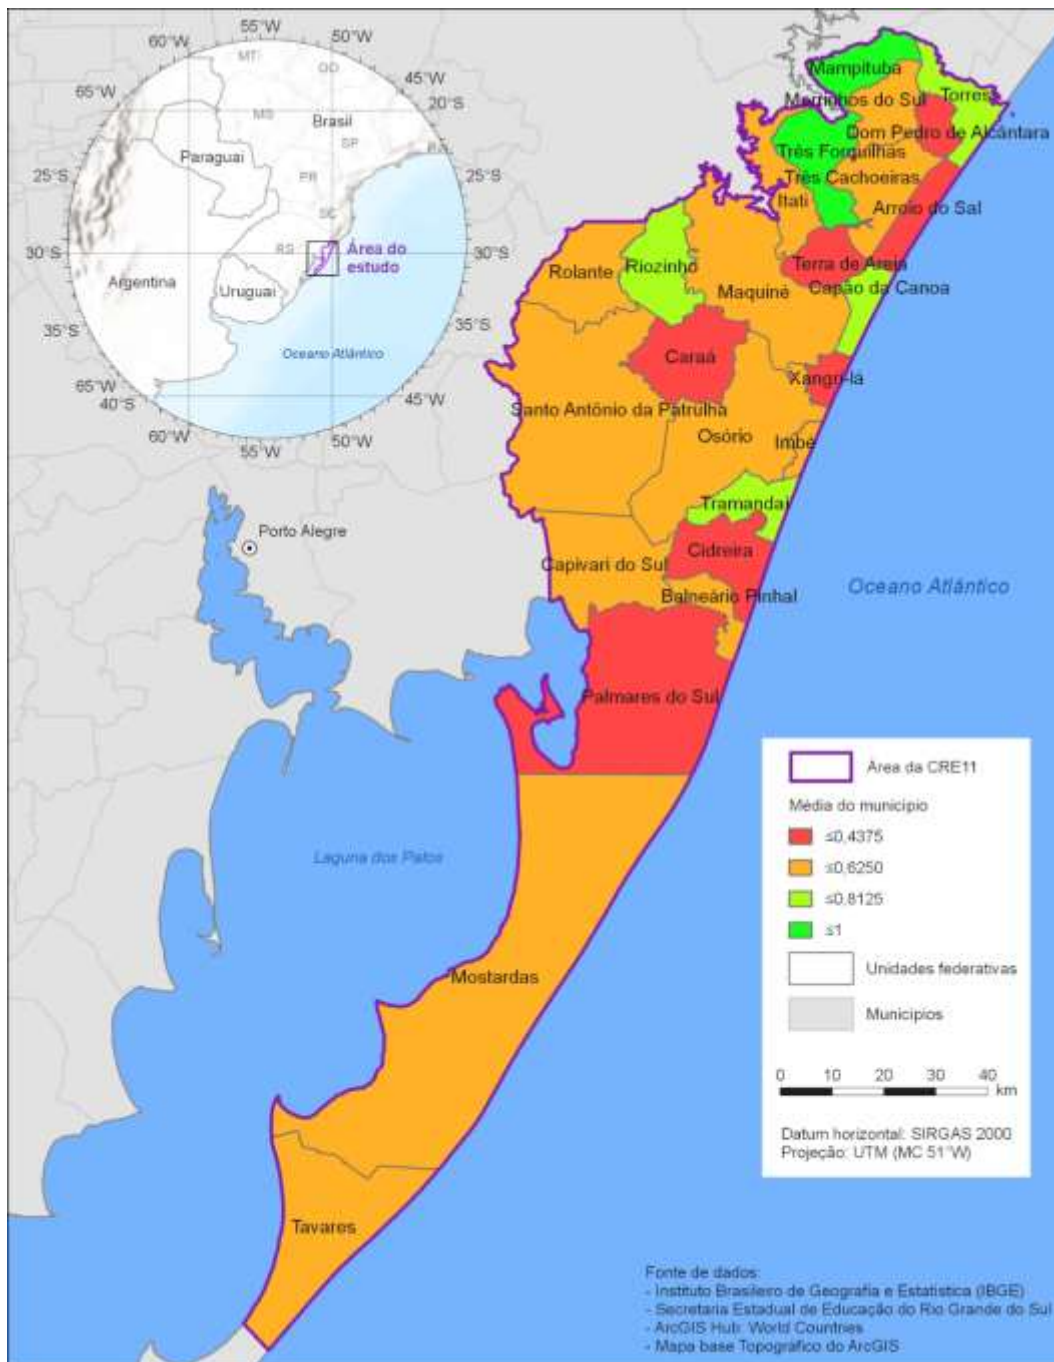 60°W
55°W
50°W
45°W
20°S
65°W
25°S
30°S
35°S
40°S
65°W
60°W
55°W
50°W
45°W
35°S
30°S
25°S
MT
GO
MS
Brasil
SP
Paraguai
PR
SC
RS
Área do
estudo
Argentina
Uruguai
Oceano Atlântico
Mampituba
Morrinhos do Sul
Torres
Dom Pedro de Alcântara
Três Forquilhas
Três Cachoeiras
Itati
Arroio do Sal
Terra de Areia
Capão da Canoa
Rolante
Riozinho
Maquiné
Caraá
Xangri-lá
Santo Antônio da Patrulha
Osório
Imbé
Tramandaí
Porto Alegre
Cidreira
Capivari do Sul
Balneário Pinhal
Oceano Atlântico
Palmares do Sul
Laguna dos Patos
Mostardas
Tavares
Área da CRE11
Média do município
≤0,4375
≤0,6250
≤0,8125
≤1
Unidades federativas
Municípios
0 10 20 30 40
km
Datum horizontal: SIRGAS 2000
Projeção: UTM (MC 51°W)
Fonte de dados:
- Instituto Brasileiro de Geografia e Estatística (IBGE)
- Secretaria Estadual de Educação do Rio Grande do Sul
- ArcGIS Hub: World Countries
- Mapa base Topográfico do ArcGIS